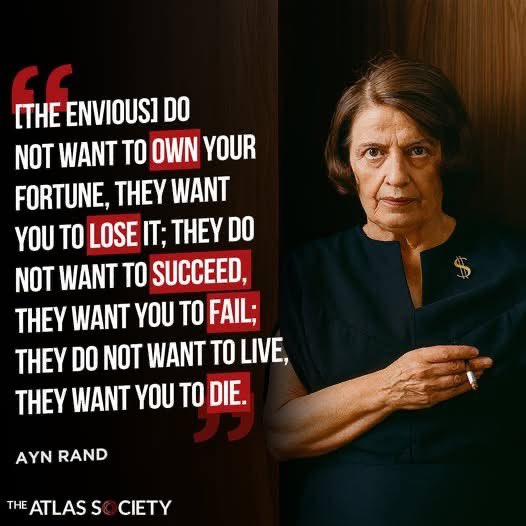 [THE ENVIOUS] DO
NOT WANT TO OWN YOUR
FORTUNE, THEY WANT
YOU TO LOSE IT; THEY DO
NOT WANT TO SUCCEED,
THEY WANT YOU TO FAIL;
THEY DO NOT WANT TO LIVE,
THEY WANT YOU TO DIE.
AYN RAND
THE ATLAS SOCIETY